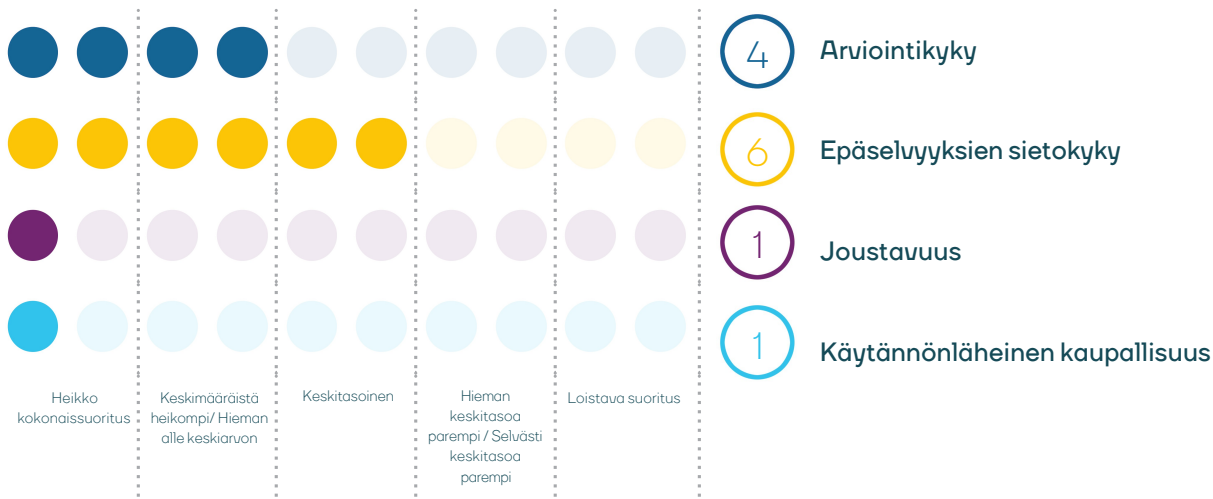 4
Arviointikyky
6
Epäselvyyksien sietokyky
1
Joustavuus
1
Käytännönläheinen kaupallisuus
Heikko
kokonaissuoritus
Keskimääräistä
heikompi/ Hieman
alle keskiarvon
Keskitasoinen
Hieman
keskitasoa
parempi / Selvästi
keskitasoa
parempi
Loistava suoritus